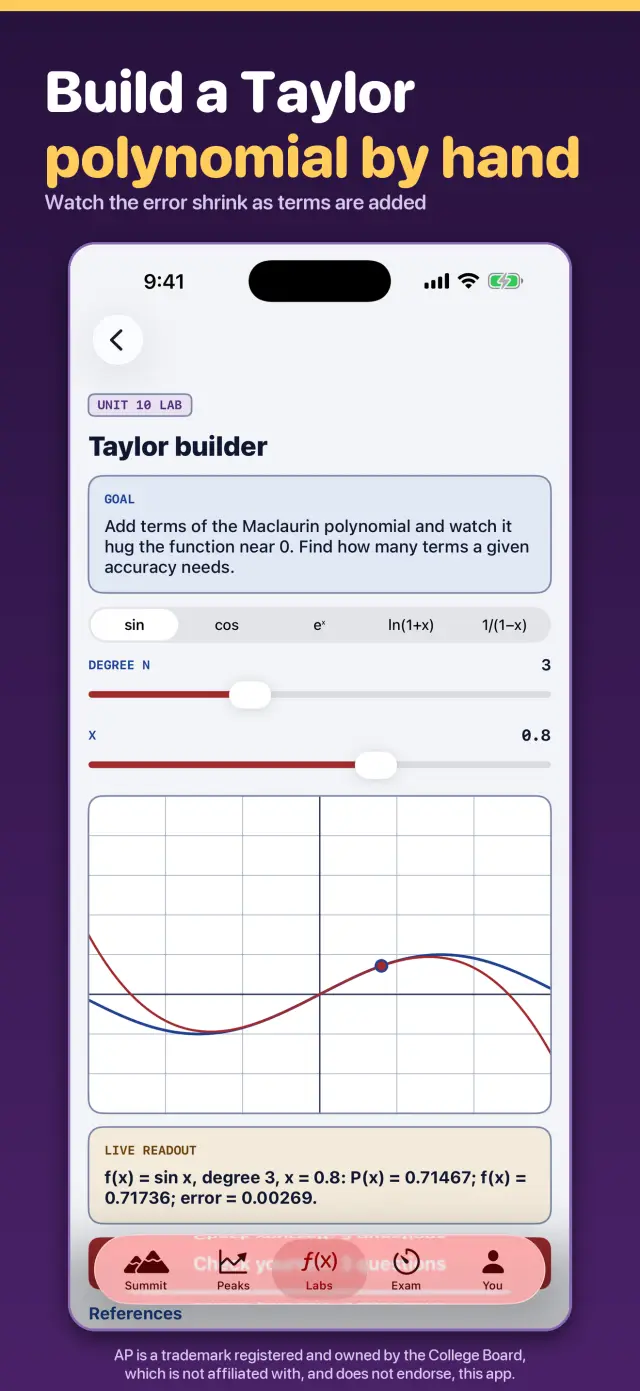 Build a Taylor
polynomial by hand
Watch the error shrink as terms are added
9:41
UNIT 10 LAB
Taylor builder
GOAL
Add terms of the Maclaurin polynomial and watch it
hug the function near 0. Find how many terms a given
accuracy needs.
sin cos eˣ ln(1+x) 1/(1−x)
DEGREE N 3
X 0.8
LIVE READOUT
f(x) = sin x, degree 3, x = 0.8: P(x) = 0.71467; f(x) =
0.71736; error = 0.00269.
Summit Peaks f(x) Labs Exam You
References
AP is a trademark registered and owned by the College Board,
which is not affiliated with, and does not endorse, this app.